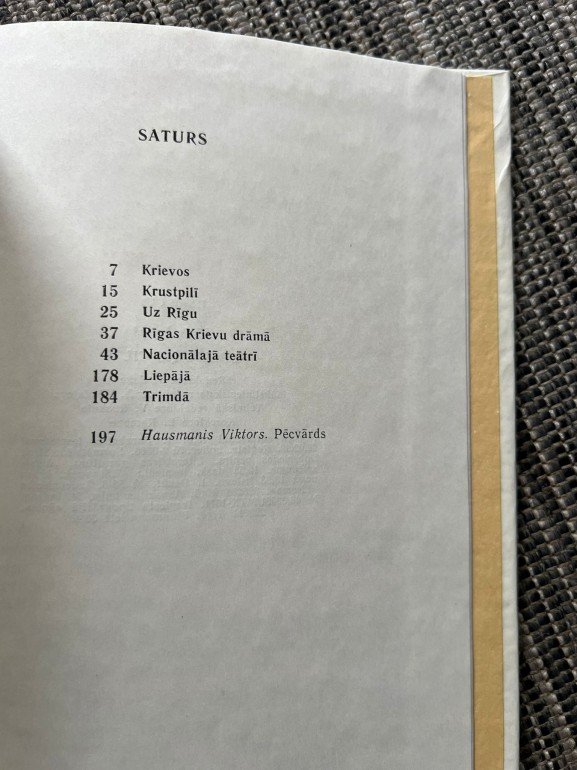 SATURS
7 Krievos
15 Krustpilī
25 Uz Rīgu
37 Rīgas Krievu drāmā
43 Nacionālajā teātrī
178 Liepājā
184 Trimdā
197 Hausmanis Viktors. Pēcvārds